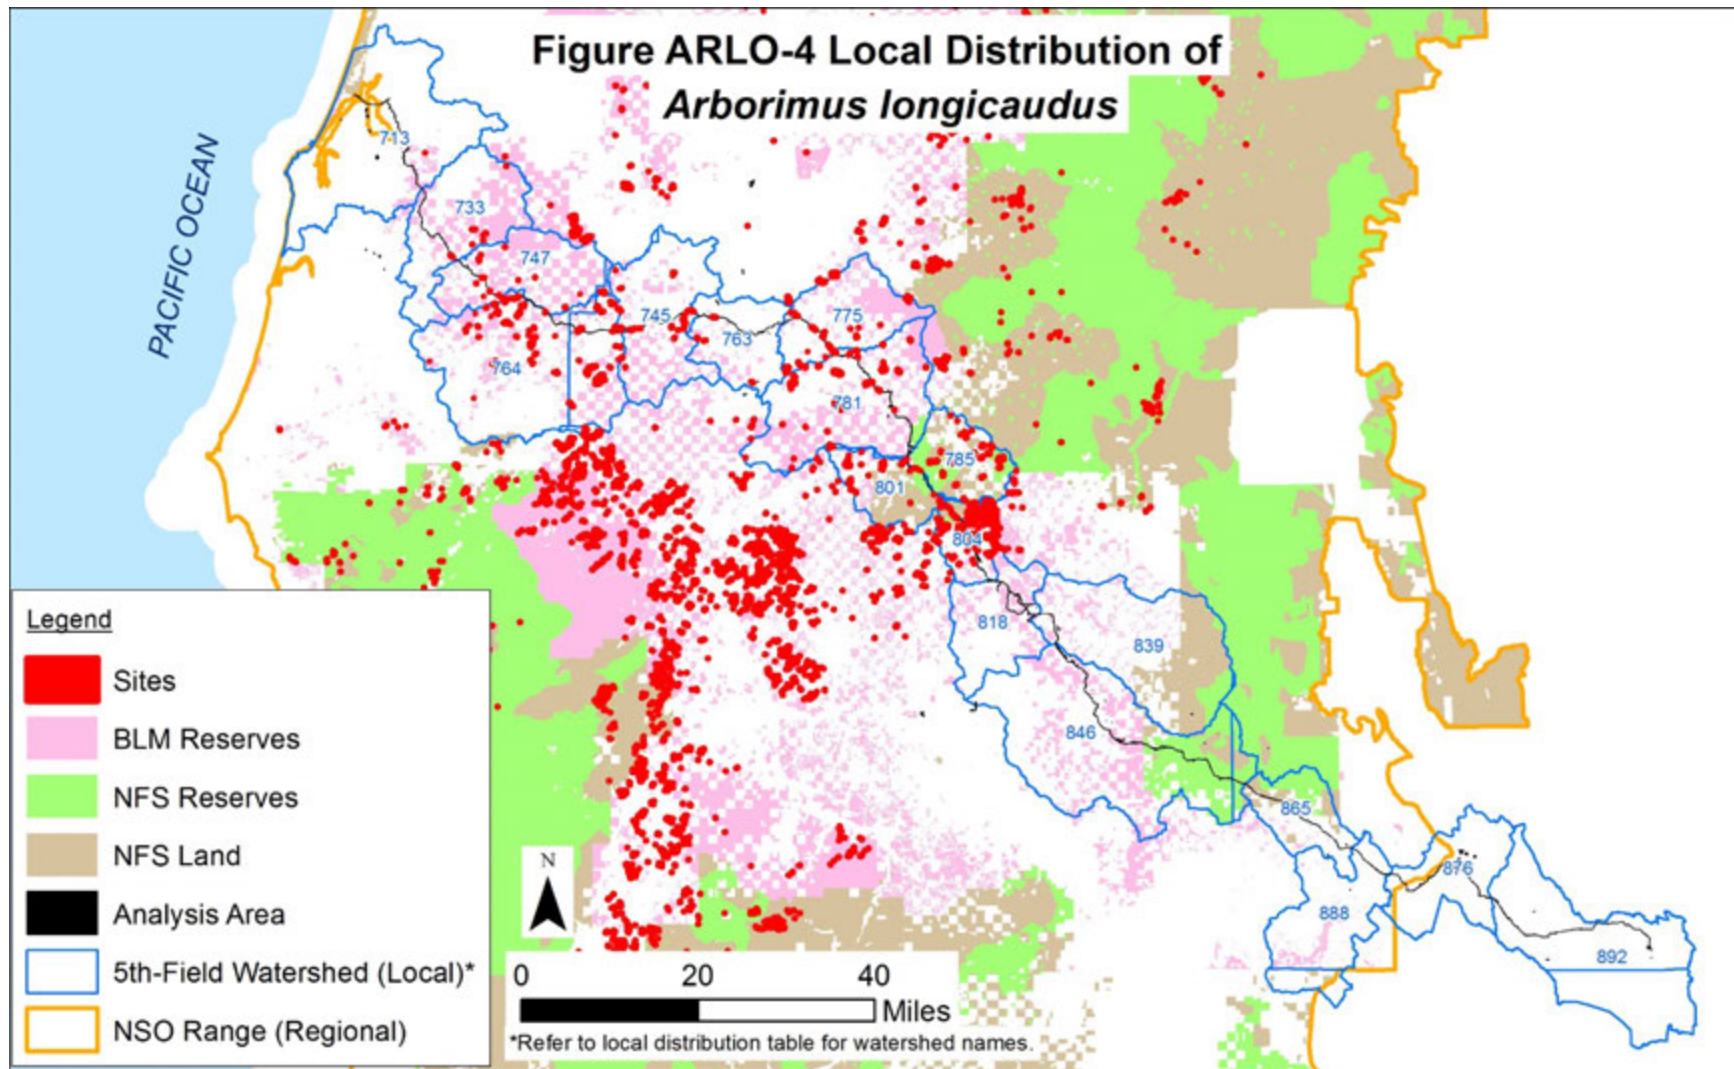 Figure ARLO-4 Local Distribution of
Arborimus longicaudus
PACIFIC OCEAN
713
733
747
745
775
763
764
781
785
801
804
818
839
846
865
876
888
892
Legend
Sites
BLM Reserves
NFS Reserves
NFS Land
Analysis Area
5th-Field Watershed (Local)*
NSO Range (Regional)
N
0 20 40
Miles
*Refer to local distribution table for watershed names.